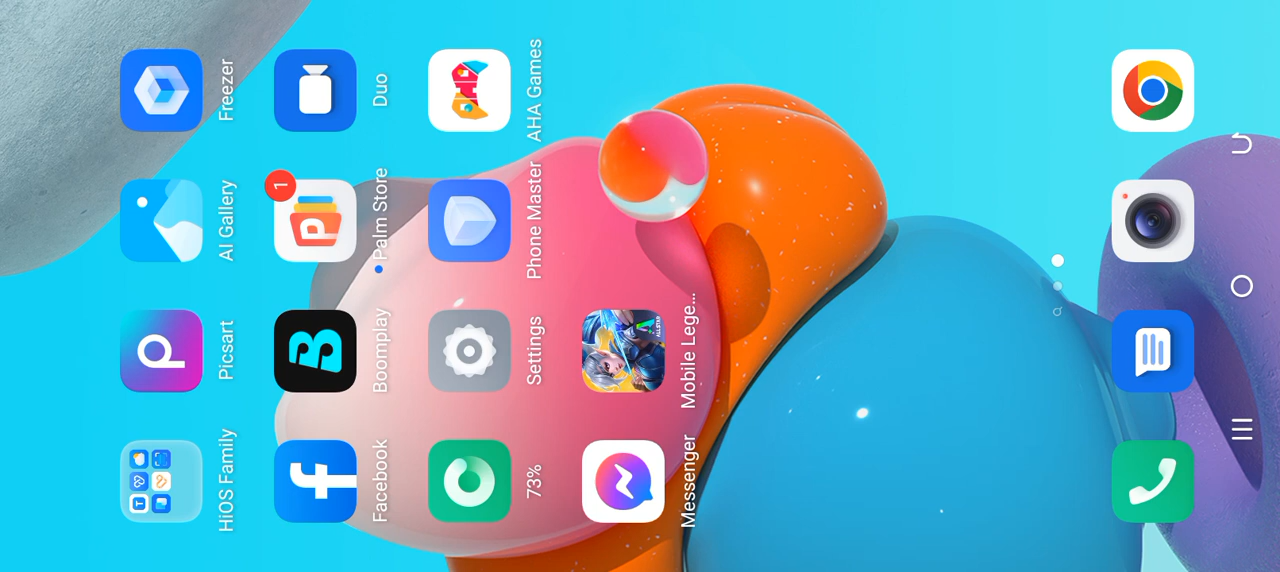 HiOS Family Picsart AI Gallery Freezer
1
Facebook Boomplay Palm Store Duo
73% Settings Phone Master AHA Games
Messenger Mobile Lege...